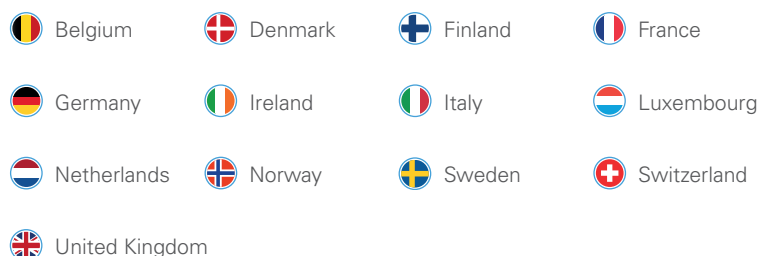 Belgium Denmark Finland France
Germany Ireland Italy Luxembourg
Netherlands Norway Sweden Switzerland
United Kingdom